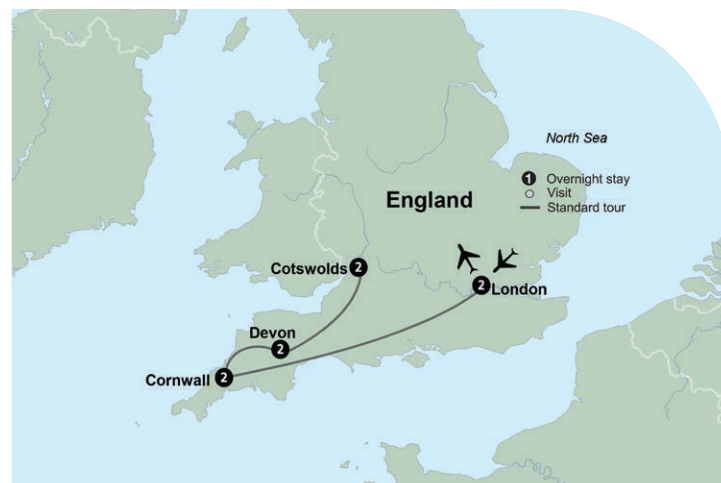 North Sea
1 Overnight stay
Visit
Standard tour
England
Cotswolds 2
2 London
Devon
2
Cornwall 2